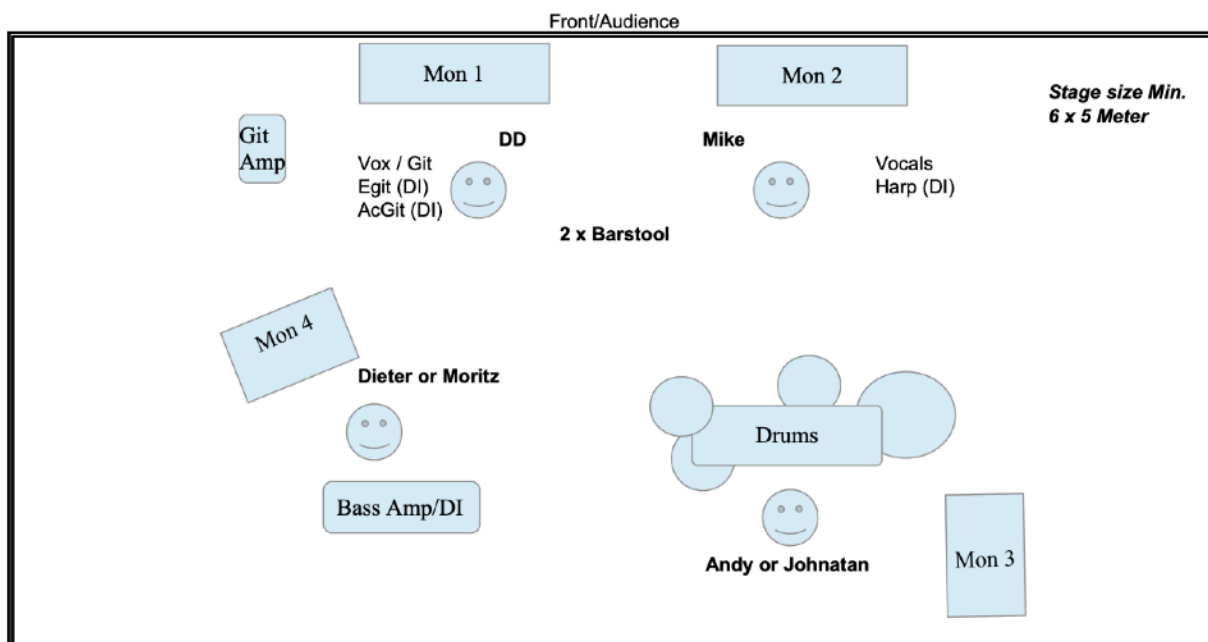 Front/Audience
Mon 1
Mon 2
Stage size Min.
6 x 5 Meter
Git
Amp
DD
Mike
Vox / Git
Egit (DI)
AcGit (DI)
Vocals
Harp (DI)
2 x Barstool
Mon 4
Dieter or Moritz
Drums
Bass Amp/DI
Andy or Johnatan
Mon 3